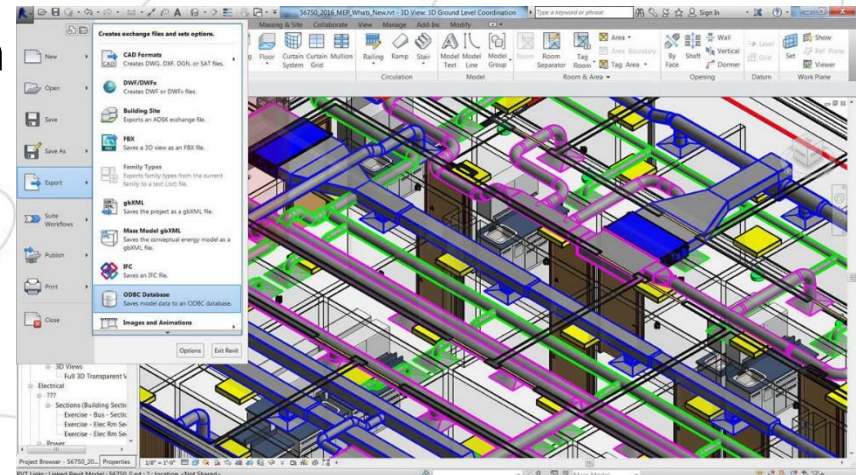 n
56750_2016_MEP_Whats_New.rvt - 3D View: 3D Ground Level Coordination
Type a keyword or phrase
Sign In
Massing & Site Collaborate View Manage Add-Ins Modify
Creates exchange files and sets options.
New
Open
Save
Save As
Export
Suite
Workflows
Publish
Print
Close
CAD Formats
Creates DWG, DXF, DGN, or SAT files.
DWF/DWFx
Creates DWF or DWFx files.
Building Site
Exports an ADSK exchange file.
FBX
Saves a 3D view as an FBX file.
Family Types
Exports family types from the current
family to a text (.txt) file.
gbXML
Saves the project as a gbXML file.
Mass Model gbXML
Saves the conceptual energy model as a
gbXML file.
IFC
Saves an IFC file.
ODBC Database
Saves model data to an ODBC database.
Images and Animations
Options Exit Revit
Floor
Curtain
System
Curtain
Grid
Mullion
Railing
Ramp
Stair
Model
Text
Model
Line
Model
Group
Room
Room
Separator
Tag
Room
Area
Area Boundary
Tag Area
By
Face
Shaft
Wall
Vertical
Dormer
Level
Grid
Set
Show
Ref Plane
Viewer
Circulation
Model
Room & Area
Opening
Datum
Work Plane
3D Views
Full 3D Transparent V
Electrical
???
Sections (Building Sectio
Exercise - Bus - Sectio
Exercise - Elec Rm Sec
Exercise - Elec Rm Sec
Power
Project Browser - 56750_20...
Properties
1/8" = 1'-0"
Main Model